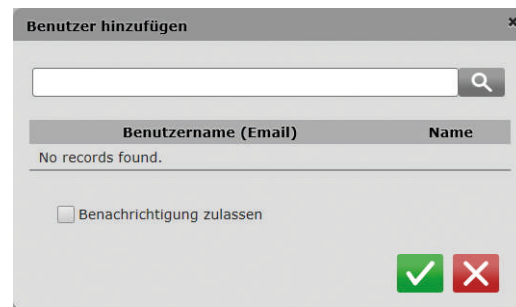 Benutzer hinzufügen
Benutzername (Email) Name
No records found.
Benachrichtigung zulassen